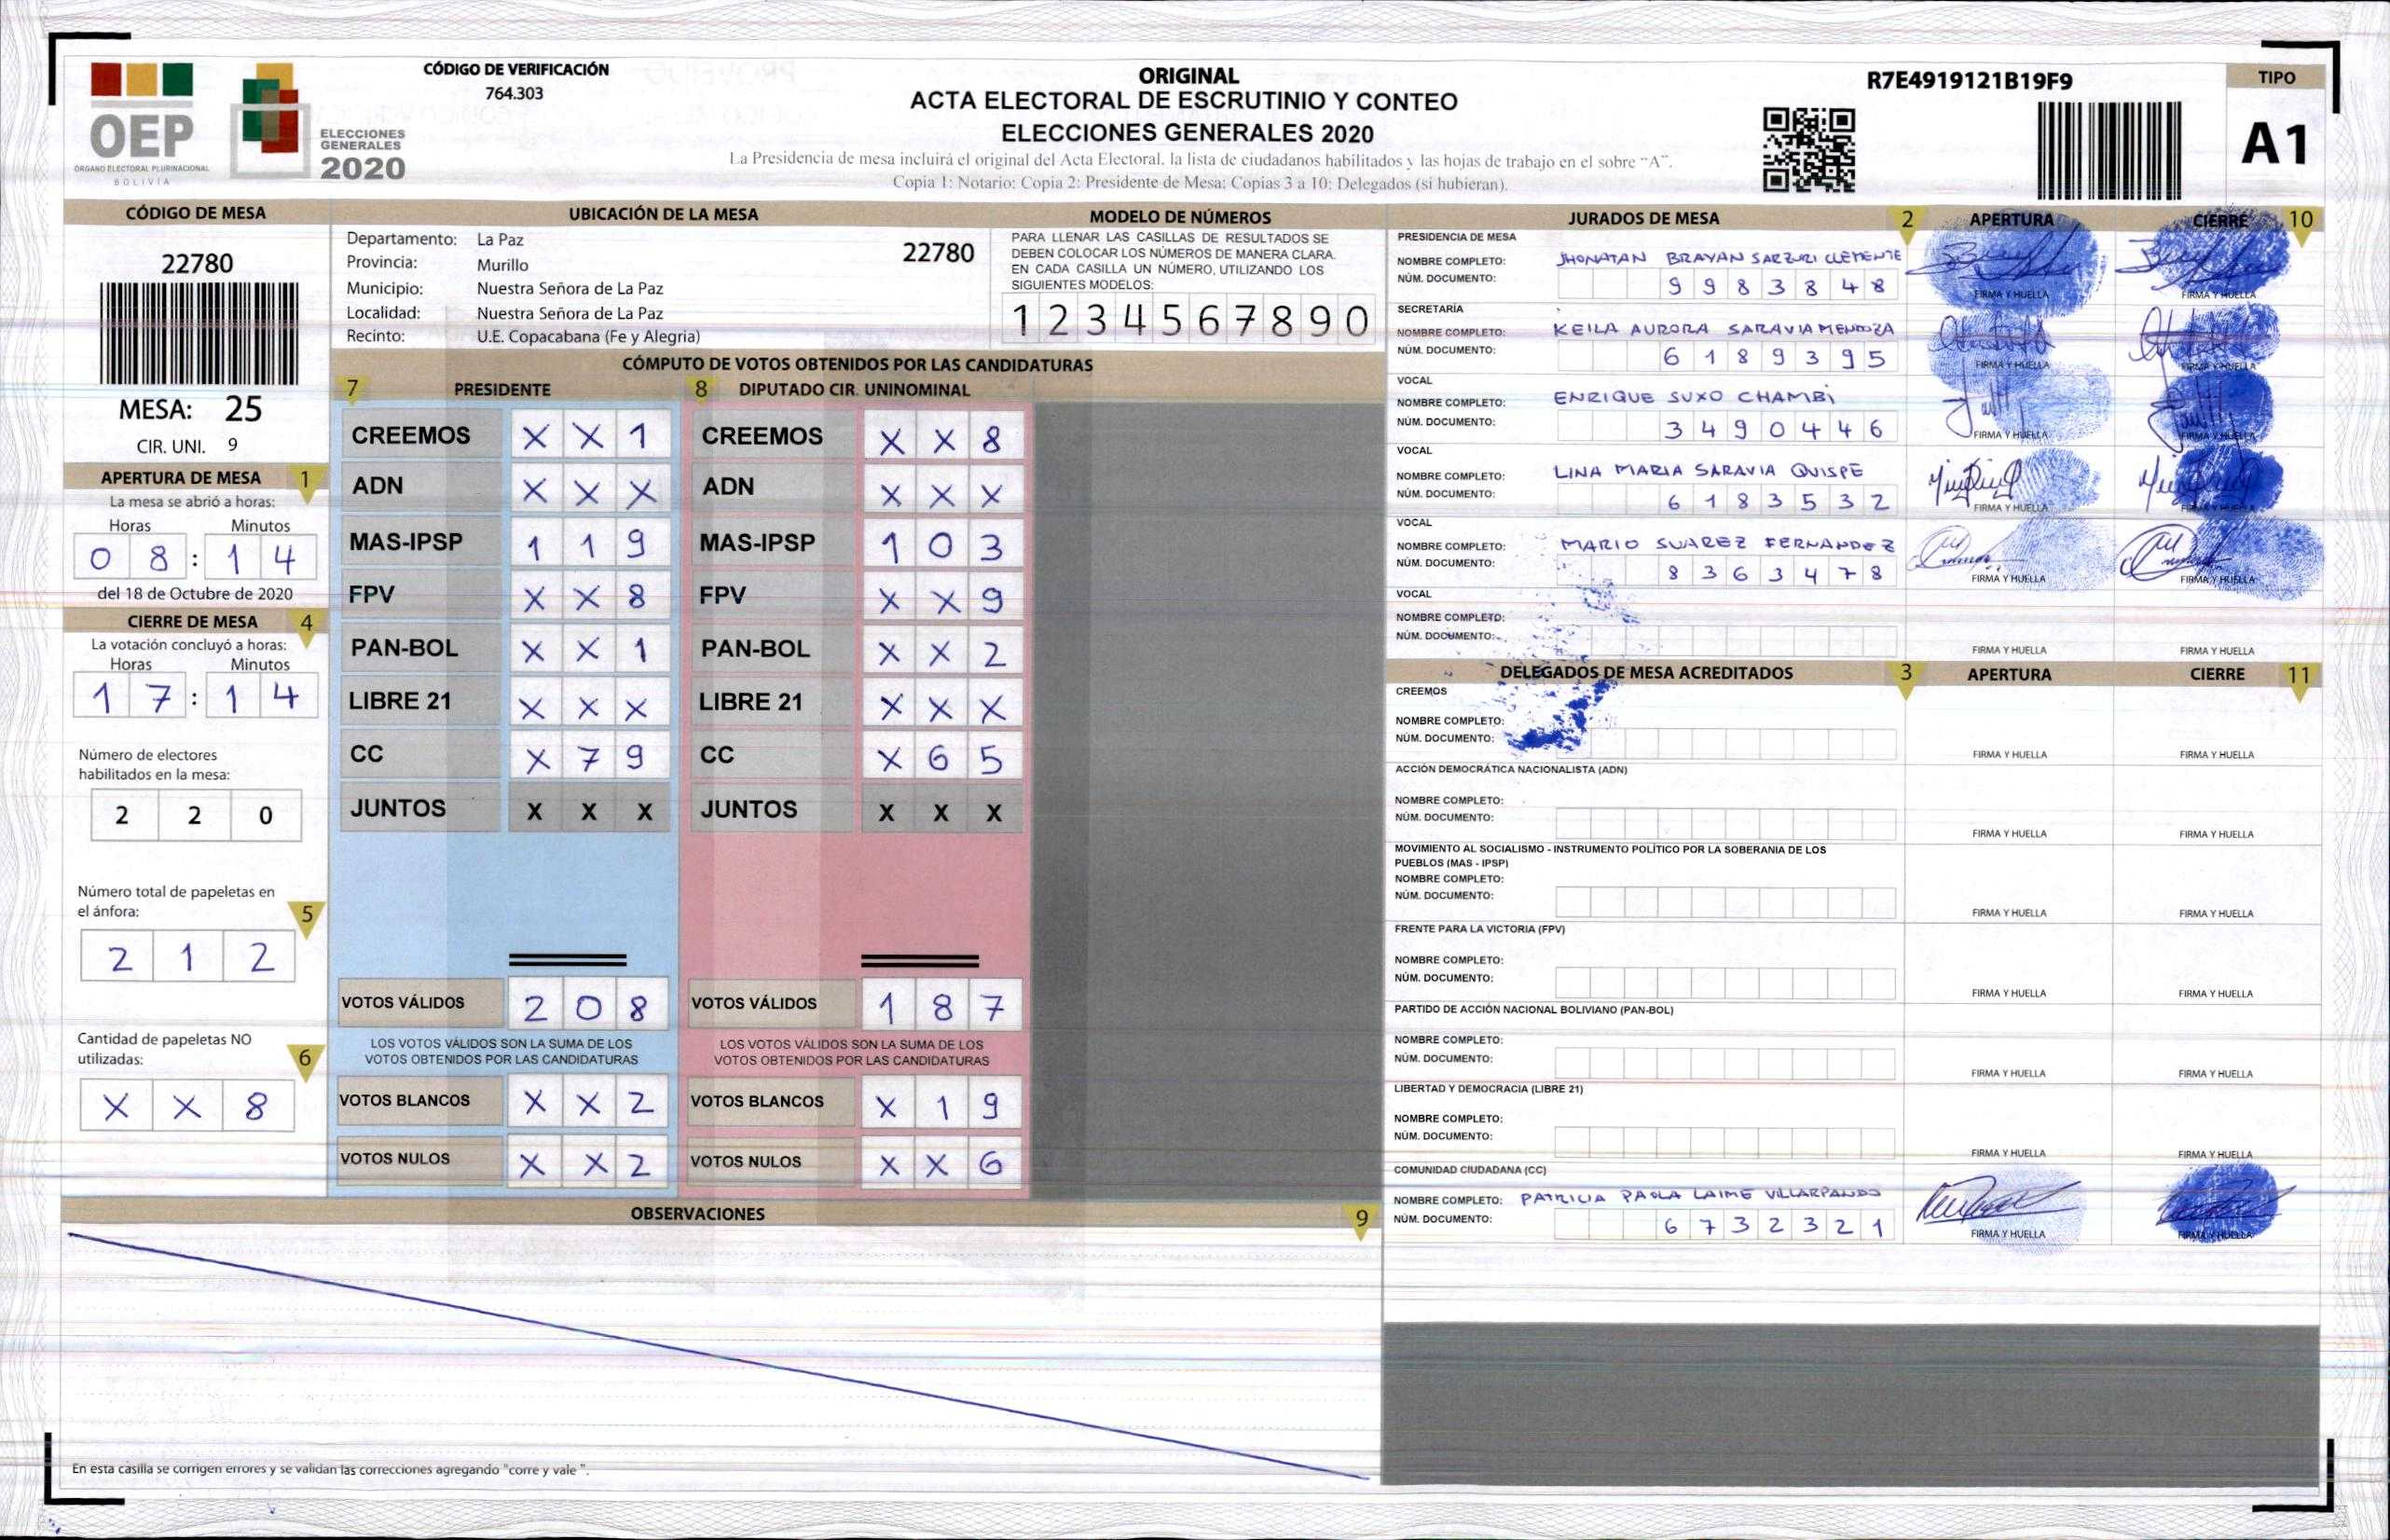 OEP
ÓRGANO ELECTORAL PLURINACIONAL
BOLIVIA
ELECCIONES
GENERALES
2020
CÓDIGO DE VERIFICACIÓN
764.303
ORIGINAL
ACTA ELECTORAL DE ESCRUTINIO Y CONTEO
ELECCIONES GENERALES 2020
La Presidencia de mesa incluirá el original del Acta Electoral, la lista de ciudadanos habilitados y las hojas de trabajo en el sobre "A".
Copia 1: Notario; Copia 2: Presidente de Mesa; Copias 3 a 10: Delegados (si hubieran).
R7E4919121B19F9
TIPO
A1
CÓDIGO DE MESA
22780
MESA: 25
CIR. UNI. 9
APERTURA DE MESA 1
La mesa se abrió a horas:
Horas Minutos
0 8 : 1 4
del 18 de Octubre de 2020
CIERRE DE MESA 4
La votación concluyó a horas:
Horas Minutos
1 7 : 1 4
Número de electores
habilitados en la mesa:
2 2 0
Número total de papeletas en
el ánfora: 5
2 1 2
Cantidad de papeletas NO
utilizadas: 6
X X 8
UBICACIÓN DE LA MESA
Departamento: La Paz 22780
Provincia: Murillo
Municipio: Nuestra Señora de La Paz
Localidad: Nuestra Señora de La Paz
Recinto: U.E. Copacabana (Fe y Alegria)
MODELO DE NÚMEROS
PARA LLENAR LAS CASILLAS DE RESULTADOS SE
DEBEN COLOCAR LOS NÚMEROS DE MANERA CLARA.
EN CADA CASILLA UN NÚMERO, UTILIZANDO LOS
SIGUIENTES MODELOS:
1 2 3 4 5 6 7 8 9 0
CÓMPUTO DE VOTOS OBTENIDOS POR LAS CANDIDATURAS
7 PRESIDENTE 8 DIPUTADO CIR. UNINOMINAL
CREEMOS X X 1 CREEMOS X X 8
ADN X X X ADN X X X
MAS-IPSP 1 1 9 MAS-IPSP 1 0 3
FPV X X 8 FPV X X 9
PAN-BOL X X 1 PAN-BOL X X 2
LIBRE 21 X X X LIBRE 21 X X X
CC X 7 9 CC X 6 5
JUNTOS X X X JUNTOS X X X
VOTOS VÁLIDOS 2 0 8 VOTOS VÁLIDOS 1 8 7
LOS VOTOS VÁLIDOS SON LA SUMA DE LOS LOS VOTOS VÁLIDOS SON LA SUMA DE LOS
VOTOS OBTENIDOS POR LAS CANDIDATURAS VOTOS OBTENIDOS POR LAS CANDIDATURAS
VOTOS BLANCOS X X 2 VOTOS BLANCOS X 1 9
VOTOS NULOS X X 2 VOTOS NULOS X X 6
OBSERVACIONES 9
En esta casilla se corrigen errores y se validan las correcciones agregando "corre y vale ".
JURADOS DE MESA 2 APERTURA CIERRE 10
PRESIDENCIA DE MESA
NOMBRE COMPLETO: JHONATAN BRAYAN SARZURI CLEMENTE
NÚM. DOCUMENTO: 9 9 8 3 8 4 8
FIRMA Y HUELLA FIRMA Y HUELLA
SECRETARÍA
NOMBRE COMPLETO: KEILA AURORA SARAVIA MENDOZA
NÚM. DOCUMENTO: 6 1 8 9 3 9 5
FIRMA Y HUELLA FIRMA Y HUELLA
VOCAL
NOMBRE COMPLETO: ENRIQUE SUXO CHAMBI
NÚM. DOCUMENTO: 3 4 9 0 4 4 6
FIRMA Y HUELLA FIRMA Y HUELLA
VOCAL
NOMBRE COMPLETO: LINA MARIA SARAVIA QUISPE
NÚM. DOCUMENTO: 6 1 8 3 5 3 2
FIRMA Y HUELLA FIRMA Y HUELLA
VOCAL
NOMBRE COMPLETO: MARIO SUAREZ FERNANDEZ
NÚM. DOCUMENTO: 8 3 6 3 4 7 8
FIRMA Y HUELLA FIRMA Y HUELLA
VOCAL
NOMBRE COMPLETO:
NÚM. DOCUMENTO:
FIRMA Y HUELLA FIRMA Y HUELLA
DELEGADOS DE MESA ACREDITADOS 3 APERTURA CIERRE 11
CREEMOS
NOMBRE COMPLETO:
NÚM. DOCUMENTO:
FIRMA Y HUELLA FIRMA Y HUELLA
ACCIÓN DEMOCRÁTICA NACIONALISTA (ADN)
NOMBRE COMPLETO:
NÚM. DOCUMENTO:
FIRMA Y HUELLA FIRMA Y HUELLA
MOVIMIENTO AL SOCIALISMO - INSTRUMENTO POLÍTICO POR LA SOBERANIA DE LOS
PUEBLOS (MAS - IPSP)
NOMBRE COMPLETO:
NÚM. DOCUMENTO:
FIRMA Y HUELLA FIRMA Y HUELLA
FRENTE PARA LA VICTORIA (FPV)
NOMBRE COMPLETO:
NÚM. DOCUMENTO:
FIRMA Y HUELLA FIRMA Y HUELLA
PARTIDO DE ACCIÓN NACIONAL BOLIVIANO (PAN-BOL)
NOMBRE COMPLETO:
NÚM. DOCUMENTO:
FIRMA Y HUELLA FIRMA Y HUELLA
LIBERTAD Y DEMOCRACIA (LIBRE 21)
NOMBRE COMPLETO:
NÚM. DOCUMENTO:
FIRMA Y HUELLA FIRMA Y HUELLA
COMUNIDAD CIUDADANA (CC)
NOMBRE COMPLETO: PATRICIA PAOLA LAIME VILLARPANDO
NÚM. DOCUMENTO: 6 7 3 2 3 2 1
FIRMA Y HUELLA FIRMA Y HUELLA